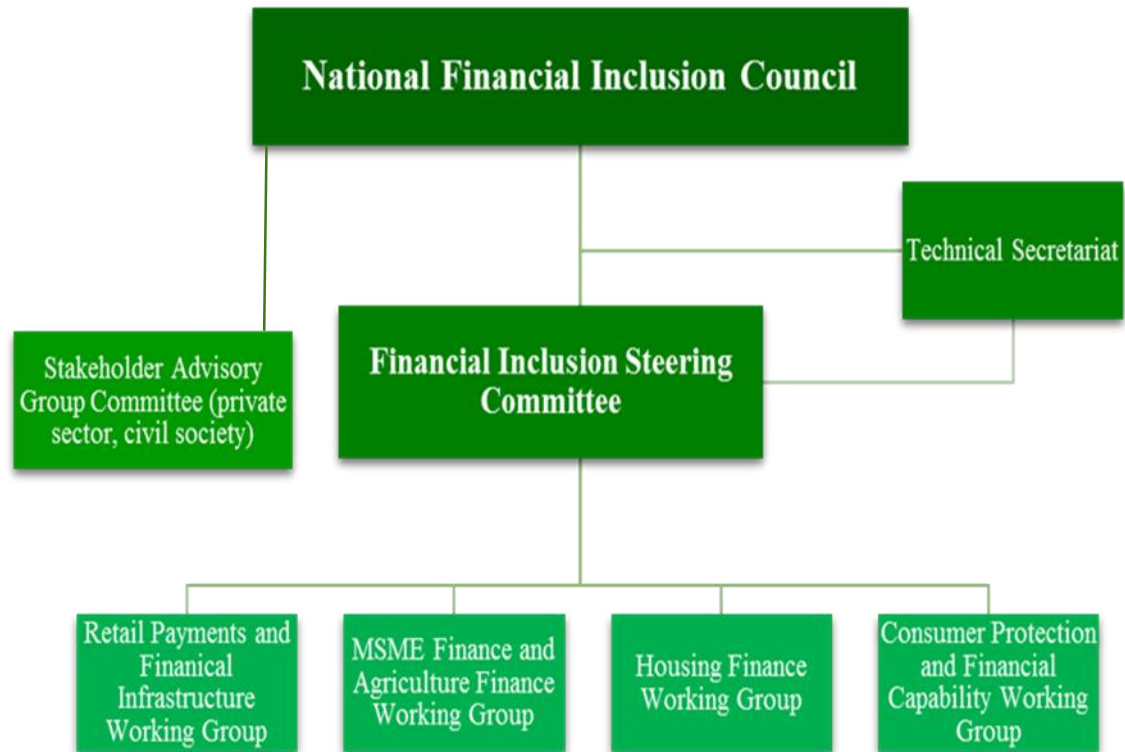 National Financial Inclusion Council
Technical Secretariat
Financial Inclusion Steering
Committee
Stakeholder Advisory
Group Committee (private
sector, civil society)
Retail Payments and
Finanical
Infrastructure
Working Group
MSME Finance and
Agriculture Finance
Working Group
Housing Finance
Working Group
Consumer Protection
and Financial
Capability Working
Group